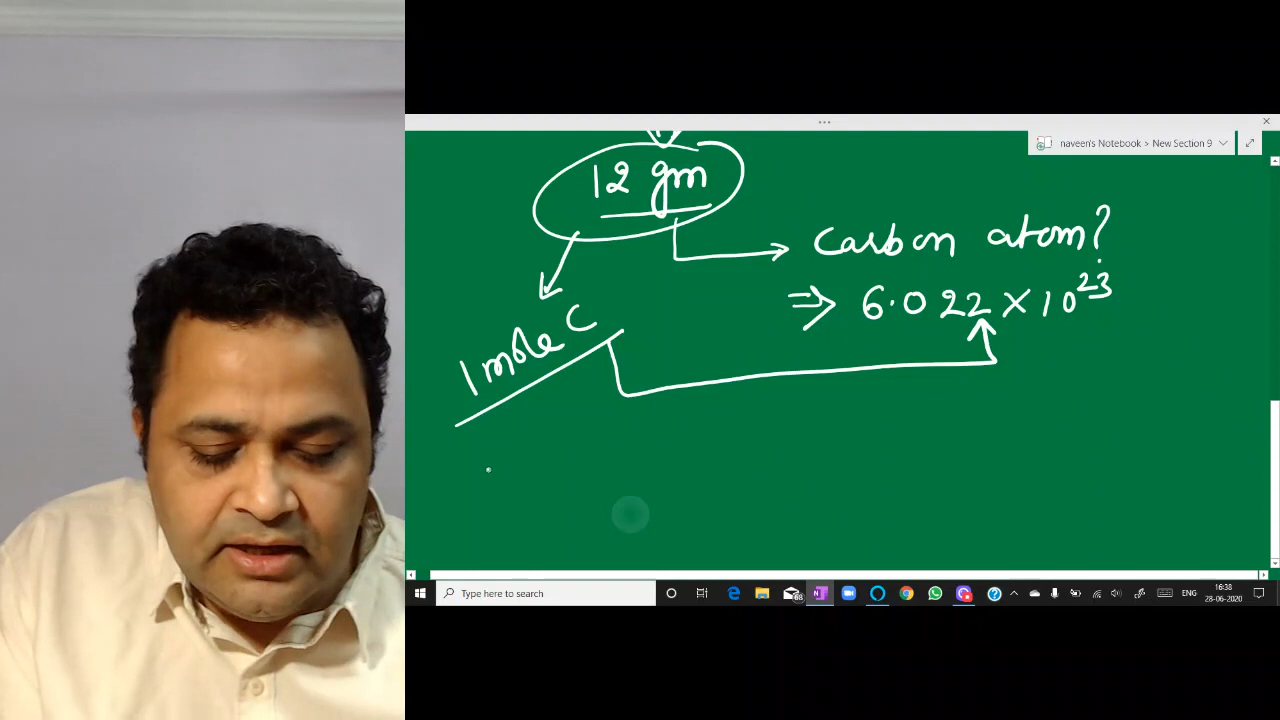 naveen's Notebook > New Section 9
12 gm
carbon atom?
⇒ 6.022 × 10²³
1 mole C
Type here to search
68
ENG
16:38
28-06-2020